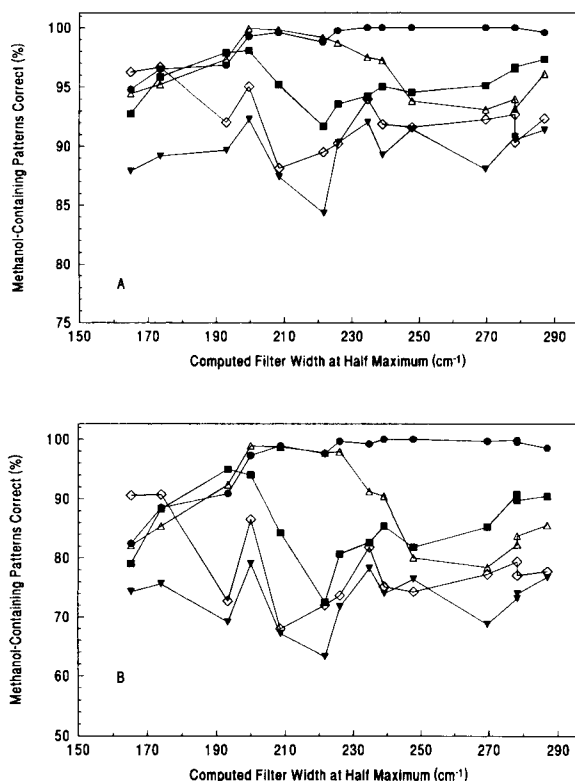 Methanol-Containing Patterns Correct (%)
100
95
90
85
80
75
A
150 170 190 210 230 250 270 290
Computed Filter Width at Half Maximum (cm⁻¹)
Methanol-Containing Patterns Correct (%)
100
90
80
70
60
50
B
150 170 190 210 230 250 270 290
Computed Filter Width at Half Maximum (cm⁻¹)